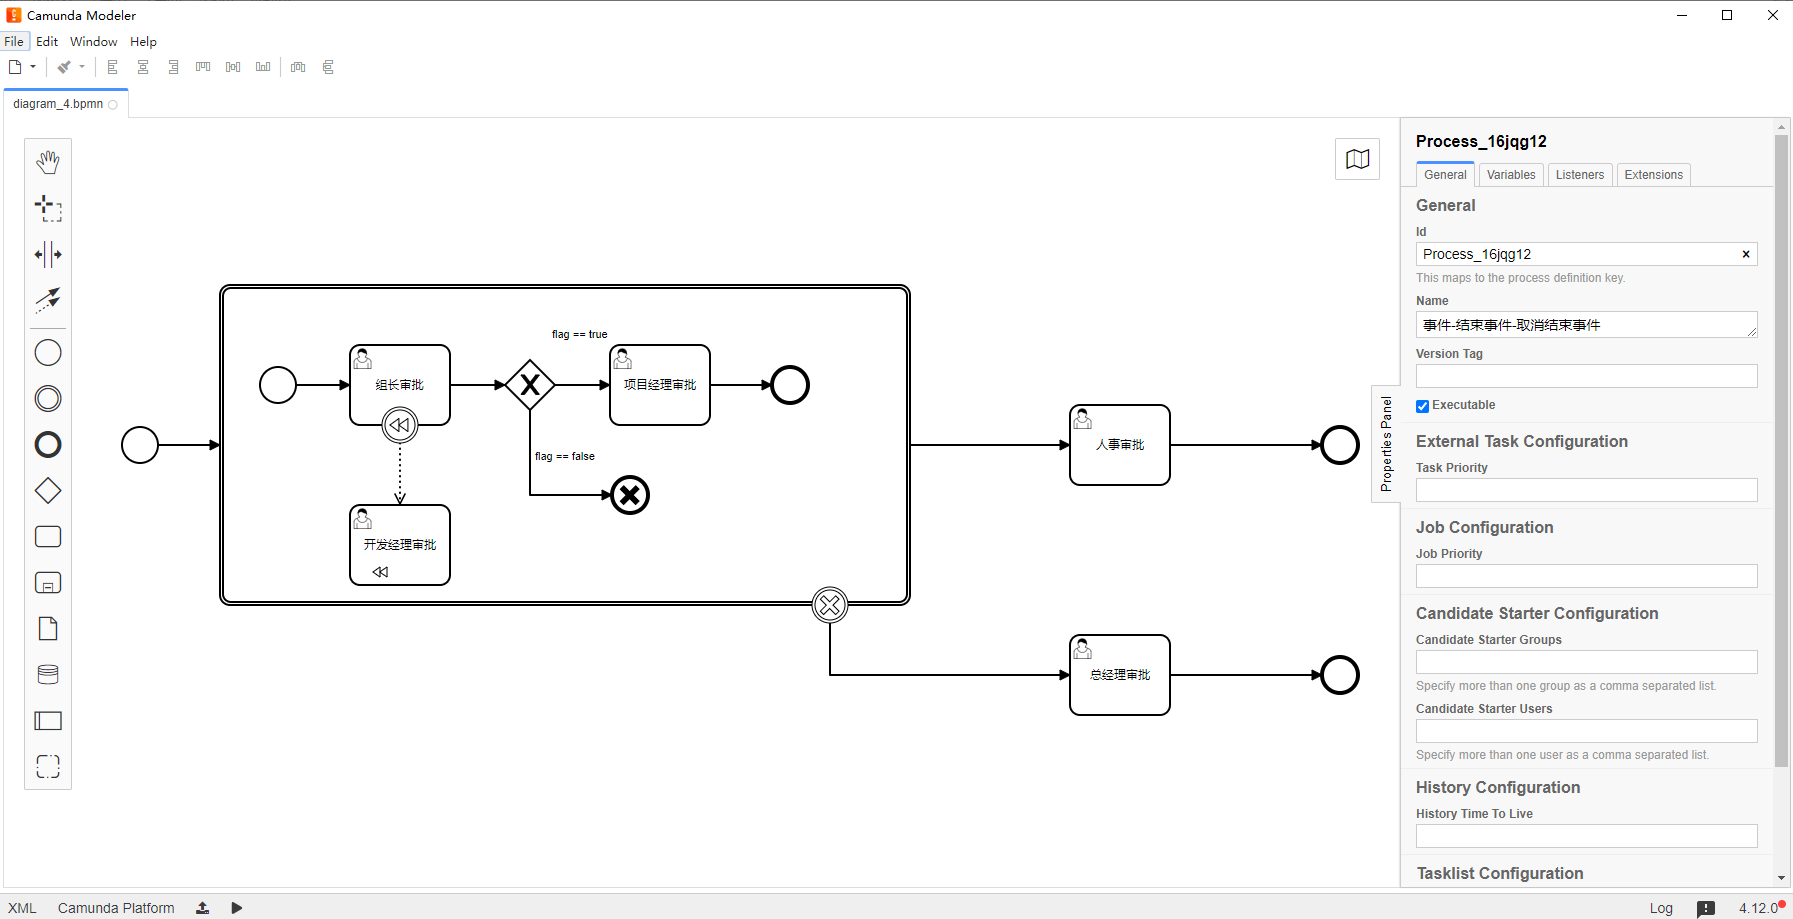 Camunda Modeler
File Edit Window Help
diagram_4.bpmn
flag == true
组长审批
项目经理审批
flag == false
开发经理审批
人事审批
总经理审批
Properties Panel
Process_16jqg12
General Variables Listeners Extensions
General
Id
Process_16jqg12
This maps to the process definition key.
Name
事件-结束事件-取消结束事件
Version Tag
Executable
External Task Configuration
Task Priority
Job Configuration
Job Priority
Candidate Starter Configuration
Candidate Starter Groups
Specify more than one group as a comma separated list.
Candidate Starter Users
Specify more than one user as a comma separated list.
History Configuration
History Time To Live
Tasklist Configuration
XML Camunda Platform Log 4.12.0